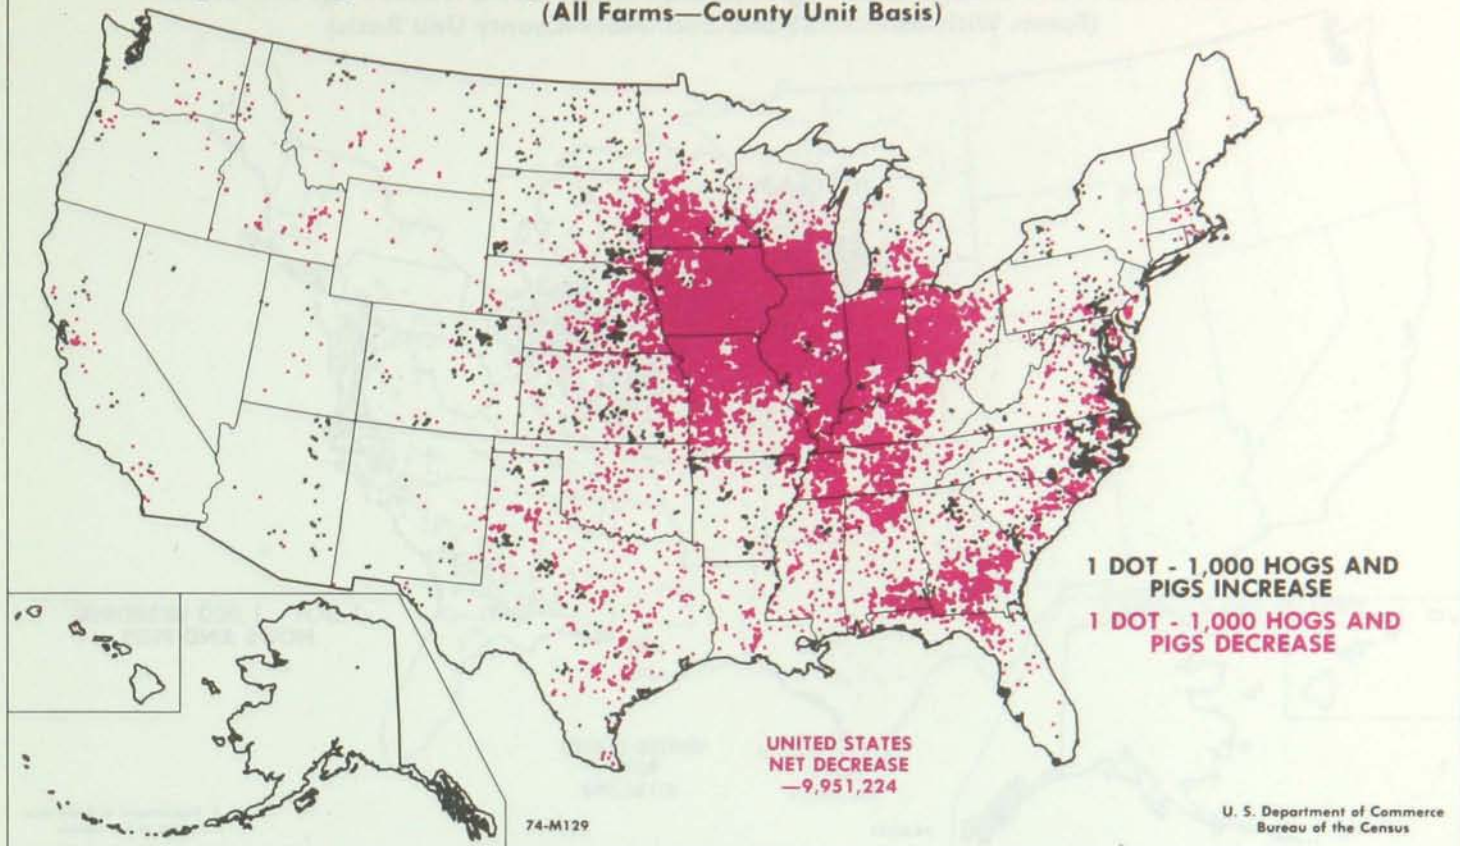 (All Farms—County Unit Basis)
1 DOT - 1,000 HOGS AND
PIGS INCREASE
1 DOT - 1,000 HOGS AND
PIGS DECREASE
UNITED STATES
NET DECREASE
—9,951,224
74-M129
U. S. Department of Commerce
Bureau of the Census